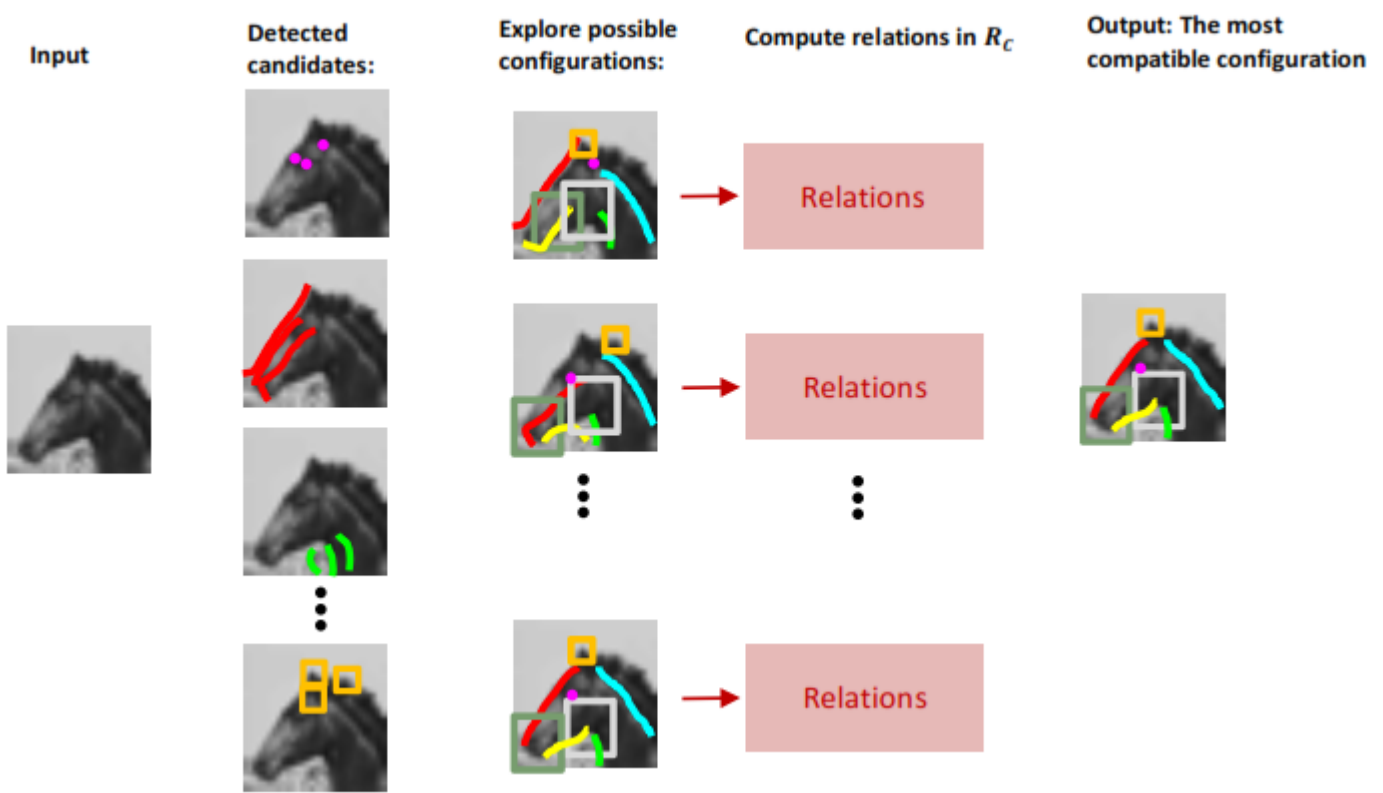 Input
Detected
candidates:
Explore possible
configurations:
Compute relations in R_C
Output: The most
compatible configuration
Relations
Relations
Relations